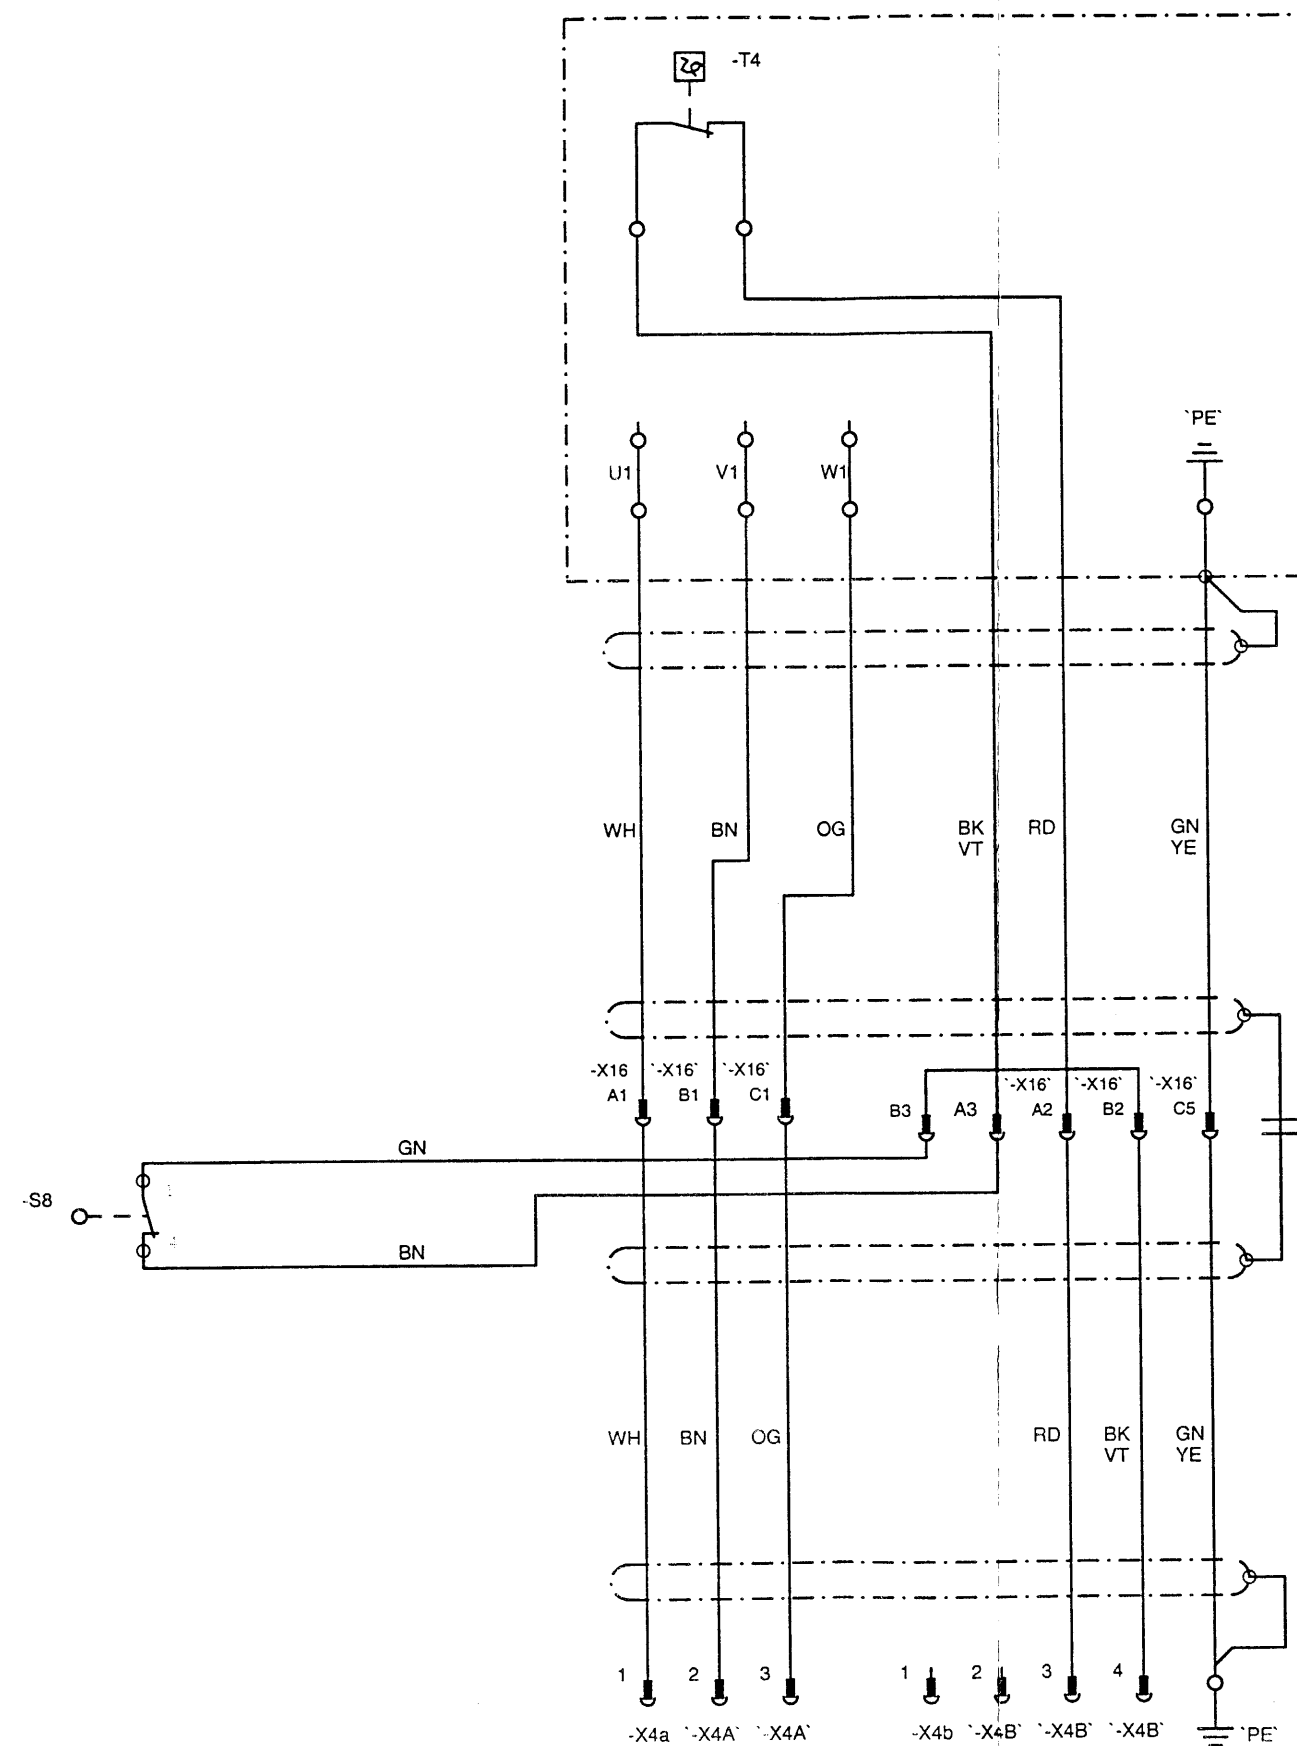 -T4
`PE`
U1 V1 W1
WH BN OG BK RD GN
VT YE
-X16 `-X16` `-X16` `-X16` `-X16` `-X16`
A1 B1 C1 B3 A3 A2 B2 C5
GN
-S8
BN
WH BN OG RD BK GN
VT YE
1 2 3 1 2 3 4
-X4a `-X4A` `-X4A` -X4b `-X4B` `-X4B` `-X4B` `PE`